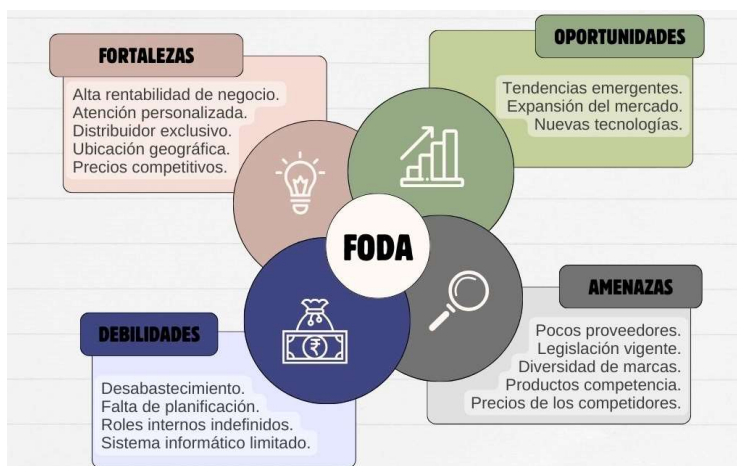 FORTALEZAS
Alta rentabilidad de negocio.
Atención personalizada.
Distribuidor exclusivo.
Ubicación geográfica.
Precios competitivos.
OPORTUNIDADES
Tendencias emergentes.
Expansión del mercado.
Nuevas tecnologías.
FODA
DEBILIDADES
Desabastecimiento.
Falta de planificación.
Roles internos indefinidos.
Sistema informático limitado.
AMENAZAS
Pocos proveedores.
Legislación vigente.
Diversidad de marcas.
Productos competencia.
Precios de los competidores.
₹